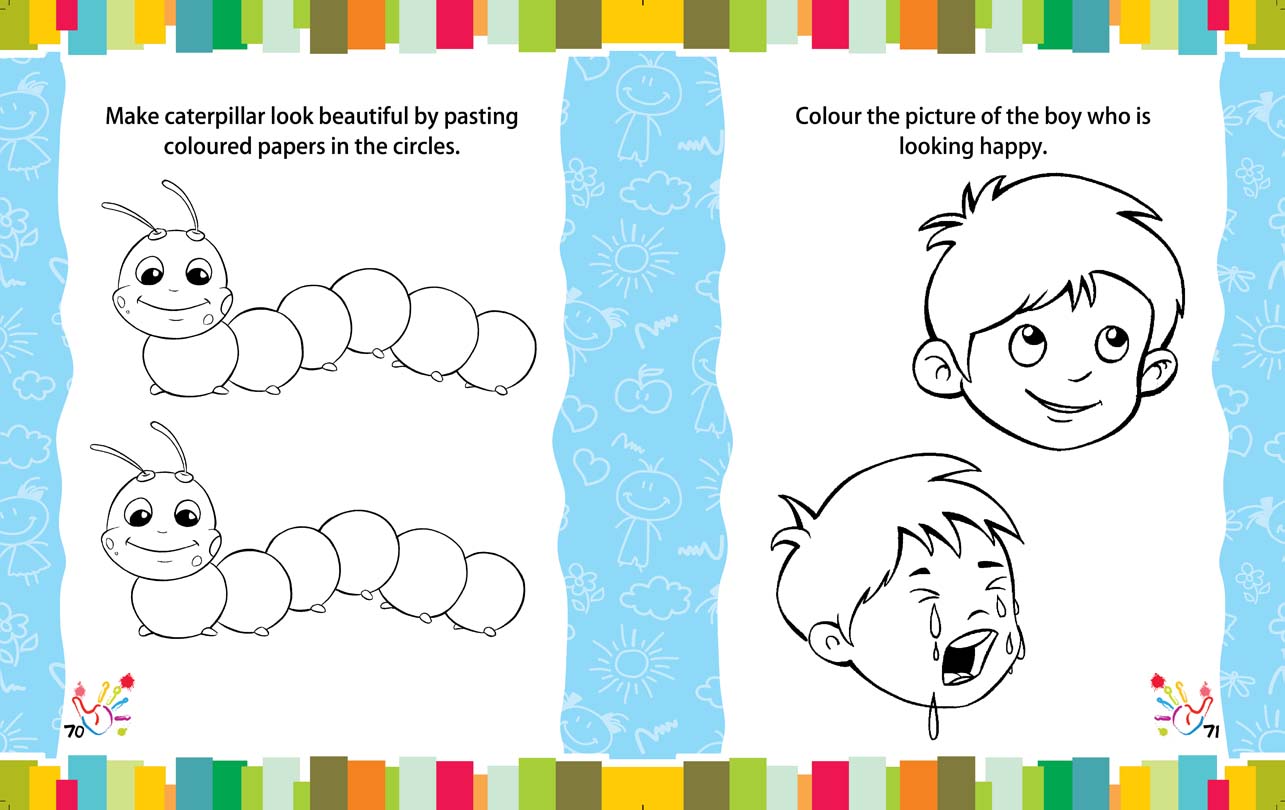 Make caterpillar look beautiful by pasting
coloured papers in the circles.
70
Colour the picture of the boy who is
looking happy.
71